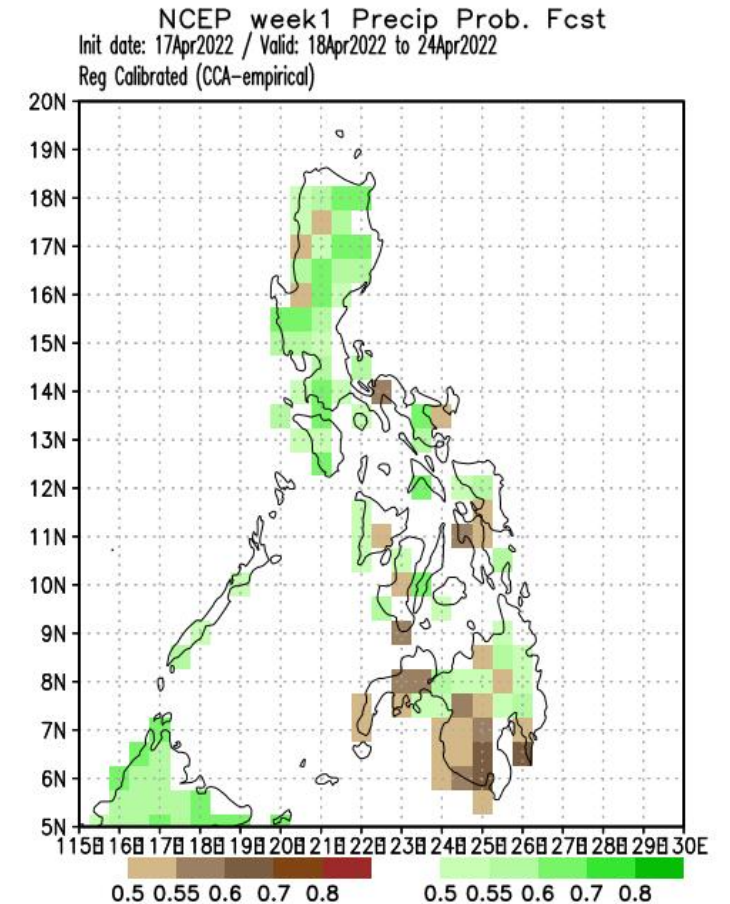 NCEP week1 Precip Prob. Fcst
Init date: 17Apr2022 / Valid: 18Apr2022 to 24Apr2022
Reg Calibrated (CCA-empirical)
20N
19N
18N
17N
16N
15N
14N
13N
12N
11N
10N
9N
8N
7N
6N
5N
115E 116E 117E 118E 119E 120E 121E 122E 123E 124E 125E 126E 127E 128E 129E 130E
0.5 0.55 0.6 0.7 0.8 0.5 0.55 0.6 0.7 0.8